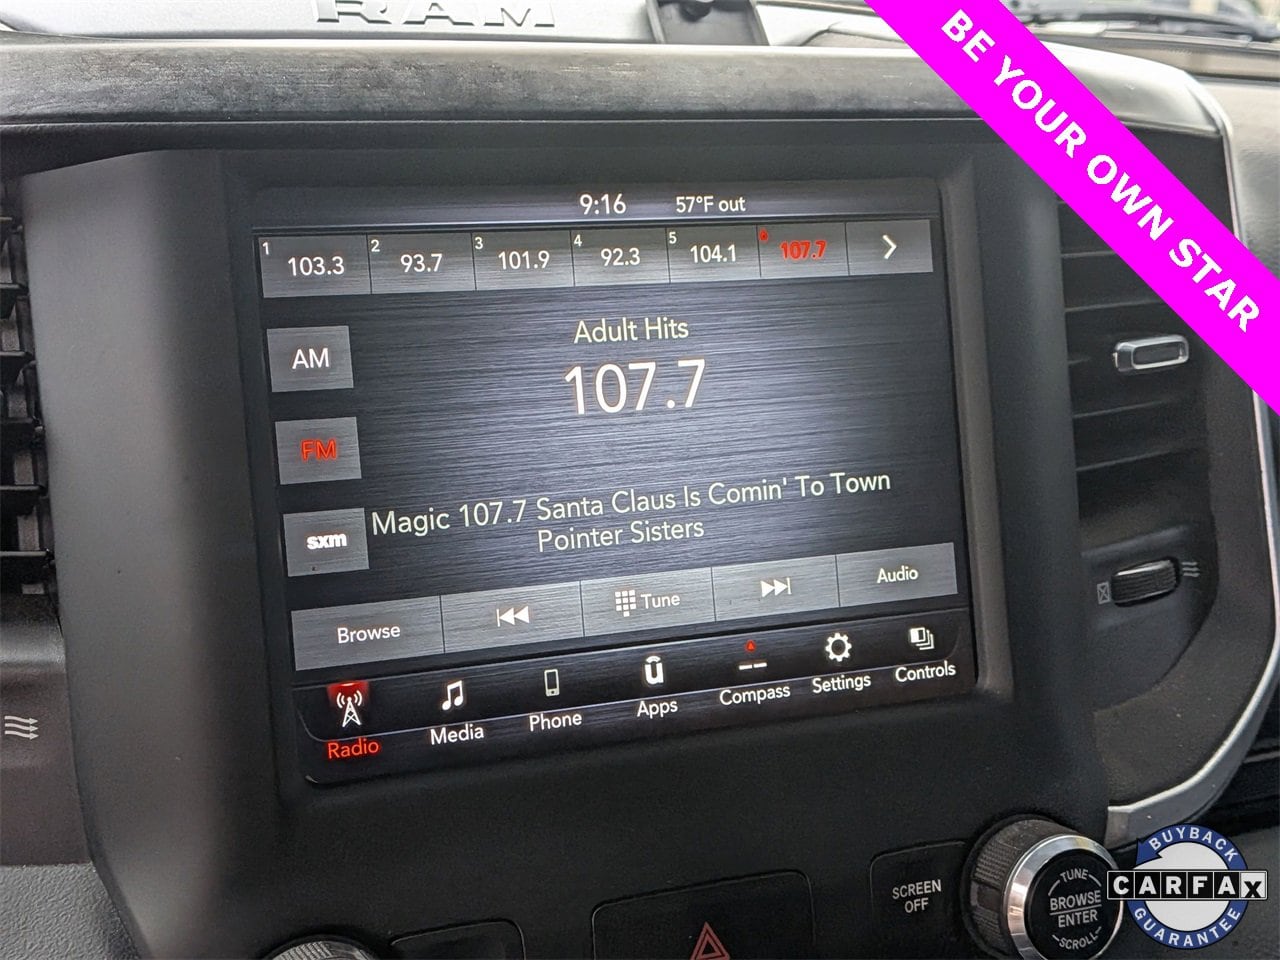 RAM
BE YOUR OWN STAR
9:16 57°F out
1 103.3 2 93.7 3 101.9 4 92.3 5 104.1 107.7
AM
Adult Hits
107.7
FM
sxm
Magic 107.7 Santa Claus Is Comin' To Town
Pointer Sisters
Browse Tune Audio
Radio Media Phone Apps Compass Settings Controls
SCREEN
OFF
TUNE
BROWSE
ENTER
SCROLL
BUYBACK
CARFAX
GUARANTEE